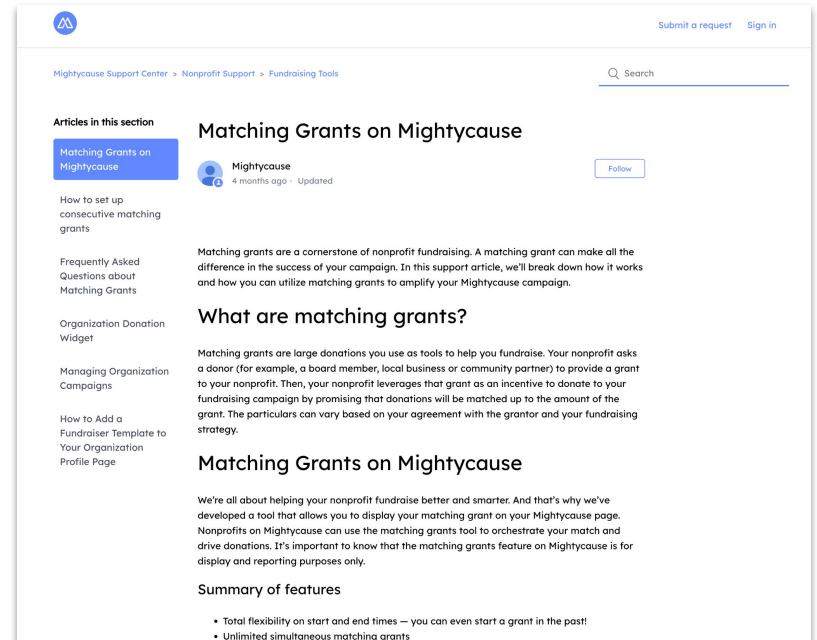 Submit a request Sign in
Mightycause Support Center > Nonprofit Support > Fundraising Tools
Search
Articles in this section
Matching Grants on
Mightycause
How to set up
consecutive matching
grants
Frequently Asked
Questions about
Matching Grants
Organization Donation
Widget
Managing Organization
Campaigns
How to Add a
Fundraiser Template to
Your Organization
Profile Page
Matching Grants on Mightycause
Mightycause
4 months ago · Updated
Follow
Matching grants are a cornerstone of nonprofit fundraising. A matching grant can make all the
difference in the success of your campaign. In this support article, we'll break down how it works
and how you can utilize matching grants to amplify your Mightycause campaign.
What are matching grants?
Matching grants are large donations you use as tools to help you fundraise. Your nonprofit asks
a donor (for example, a board member, local business or community partner) to provide a grant
to your nonprofit. Then, your nonprofit leverages that grant as an incentive to donate to your
fundraising campaign by promising that donations will be matched up to the amount of the
grant. The particulars can vary based on your agreement with the grantor and your fundraising
strategy.
Matching Grants on Mightycause
We're all about helping your nonprofit fundraise better and smarter. And that's why we've
developed a tool that allows you to display your matching grant on your Mightycause page.
Nonprofits on Mightycause can use the matching grants tool to orchestrate your match and
drive donations. It's important to know that the matching grants feature on Mightycause is for
display and reporting purposes only.
Summary of features
• Total flexibility on start and end times — you can even start a grant in the past!
• Unlimited simultaneous matching grants